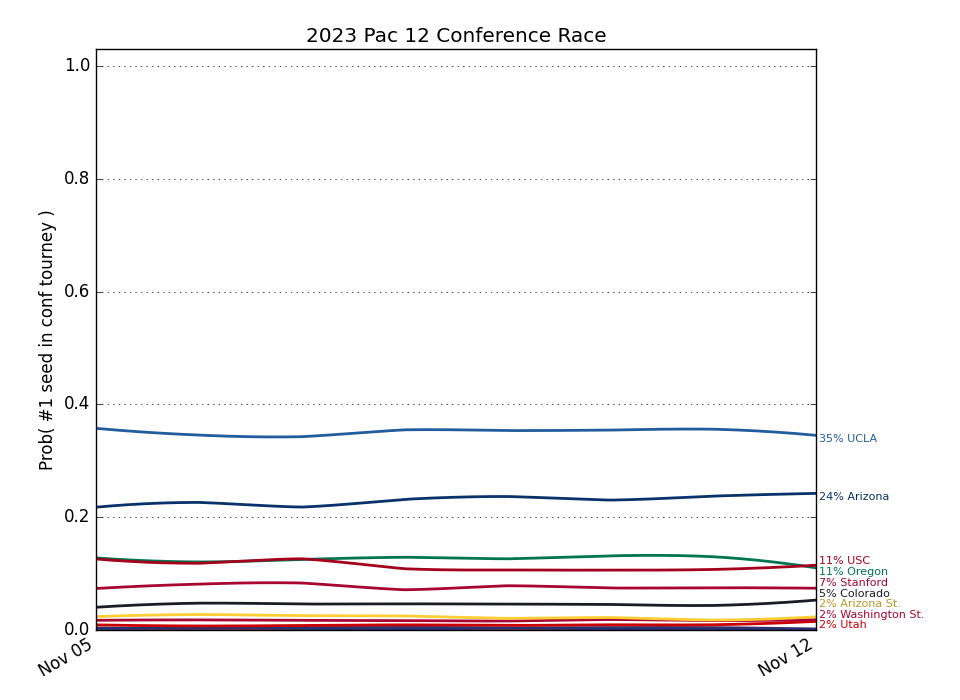 2023 Pac 12 Conference Race
Prob( #1 seed in conf tourney )
1.0
0.8
0.6
0.4
0.2
0.0
Nov 05
Nov 12
35% UCLA
24% Arizona
11% USC
11% Oregon
7% Stanford
5% Colorado
2% Arizona St.
2% Washington St.
2% Utah